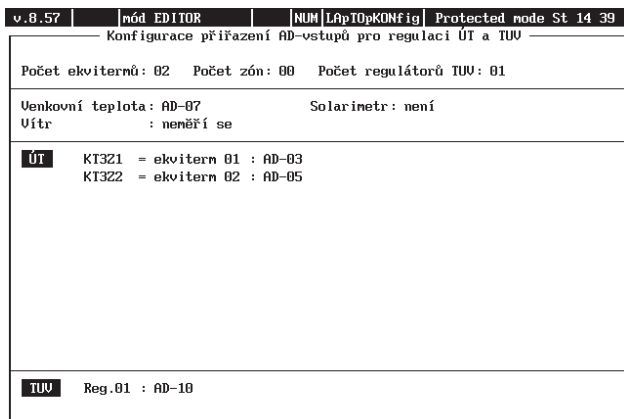 v.8.57 mód EDITOR NUM LApTOpKONfig Protected mode St 14 39
Konfigurace přiřazení AD-vstupů pro regulaci ÚT a TUV
Počet ekvitermů: 02 Počet zón: 00 Počet regulátorů TUV: 01
Venkovní teplota: AD-07 Solarimetr: není
Vítr : neměří se
ÚT KT3Z1 = ekviterm 01 : AD-03
KT3Z2 = ekviterm 02 : AD-05
TUV Reg.01 : AD-10